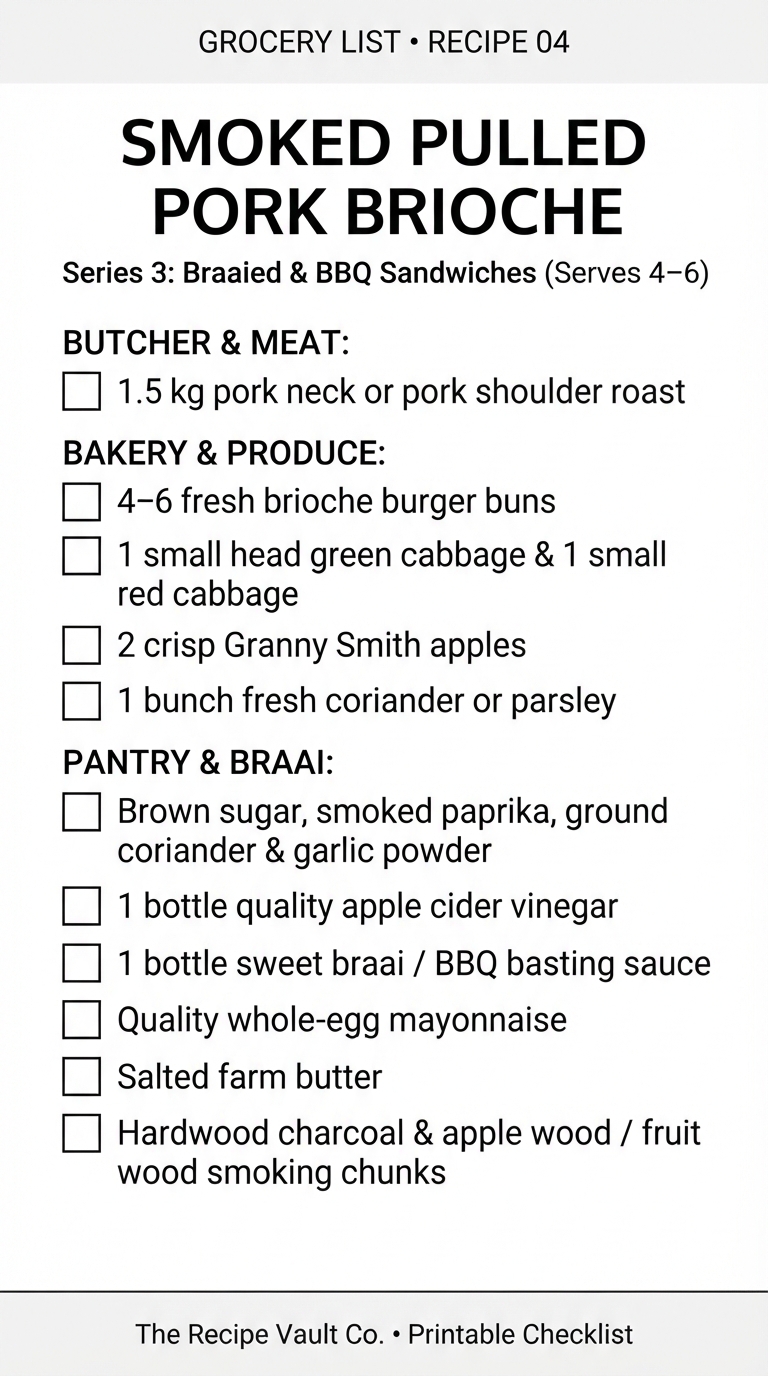 GROCERY LIST • RECIPE 04
SMOKED PULLED
PORK BRIOCHE
Series 3: Braaied & BBQ Sandwiches (Serves 4–6)
BUTCHER & MEAT:
1.5 kg pork neck or pork shoulder roast
BAKERY & PRODUCE:
4–6 fresh brioche burger buns
1 small head green cabbage & 1 small
red cabbage
2 crisp Granny Smith apples
1 bunch fresh coriander or parsley
PANTRY & BRAAI:
Brown sugar, smoked paprika, ground
coriander & garlic powder
1 bottle quality apple cider vinegar
1 bottle sweet braai / BBQ basting sauce
Quality whole-egg mayonnaise
Salted farm butter
Hardwood charcoal & apple wood / fruit
wood smoking chunks
The Recipe Vault Co. • Printable Checklist